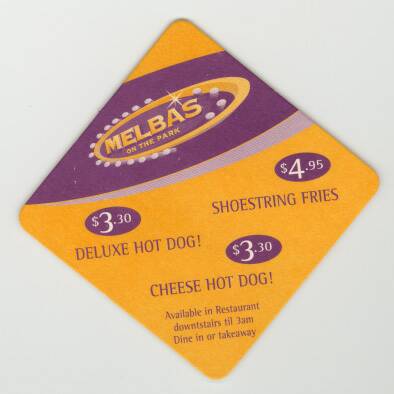 MELBAS
ON THE PARK
$4.95
SHOESTRING FRIES
$3.30
DELUXE HOT DOG!
$3.30
CHEESE HOT DOG!
Available in Restaurant
downtstairs til 3am
Dine in or takeaway